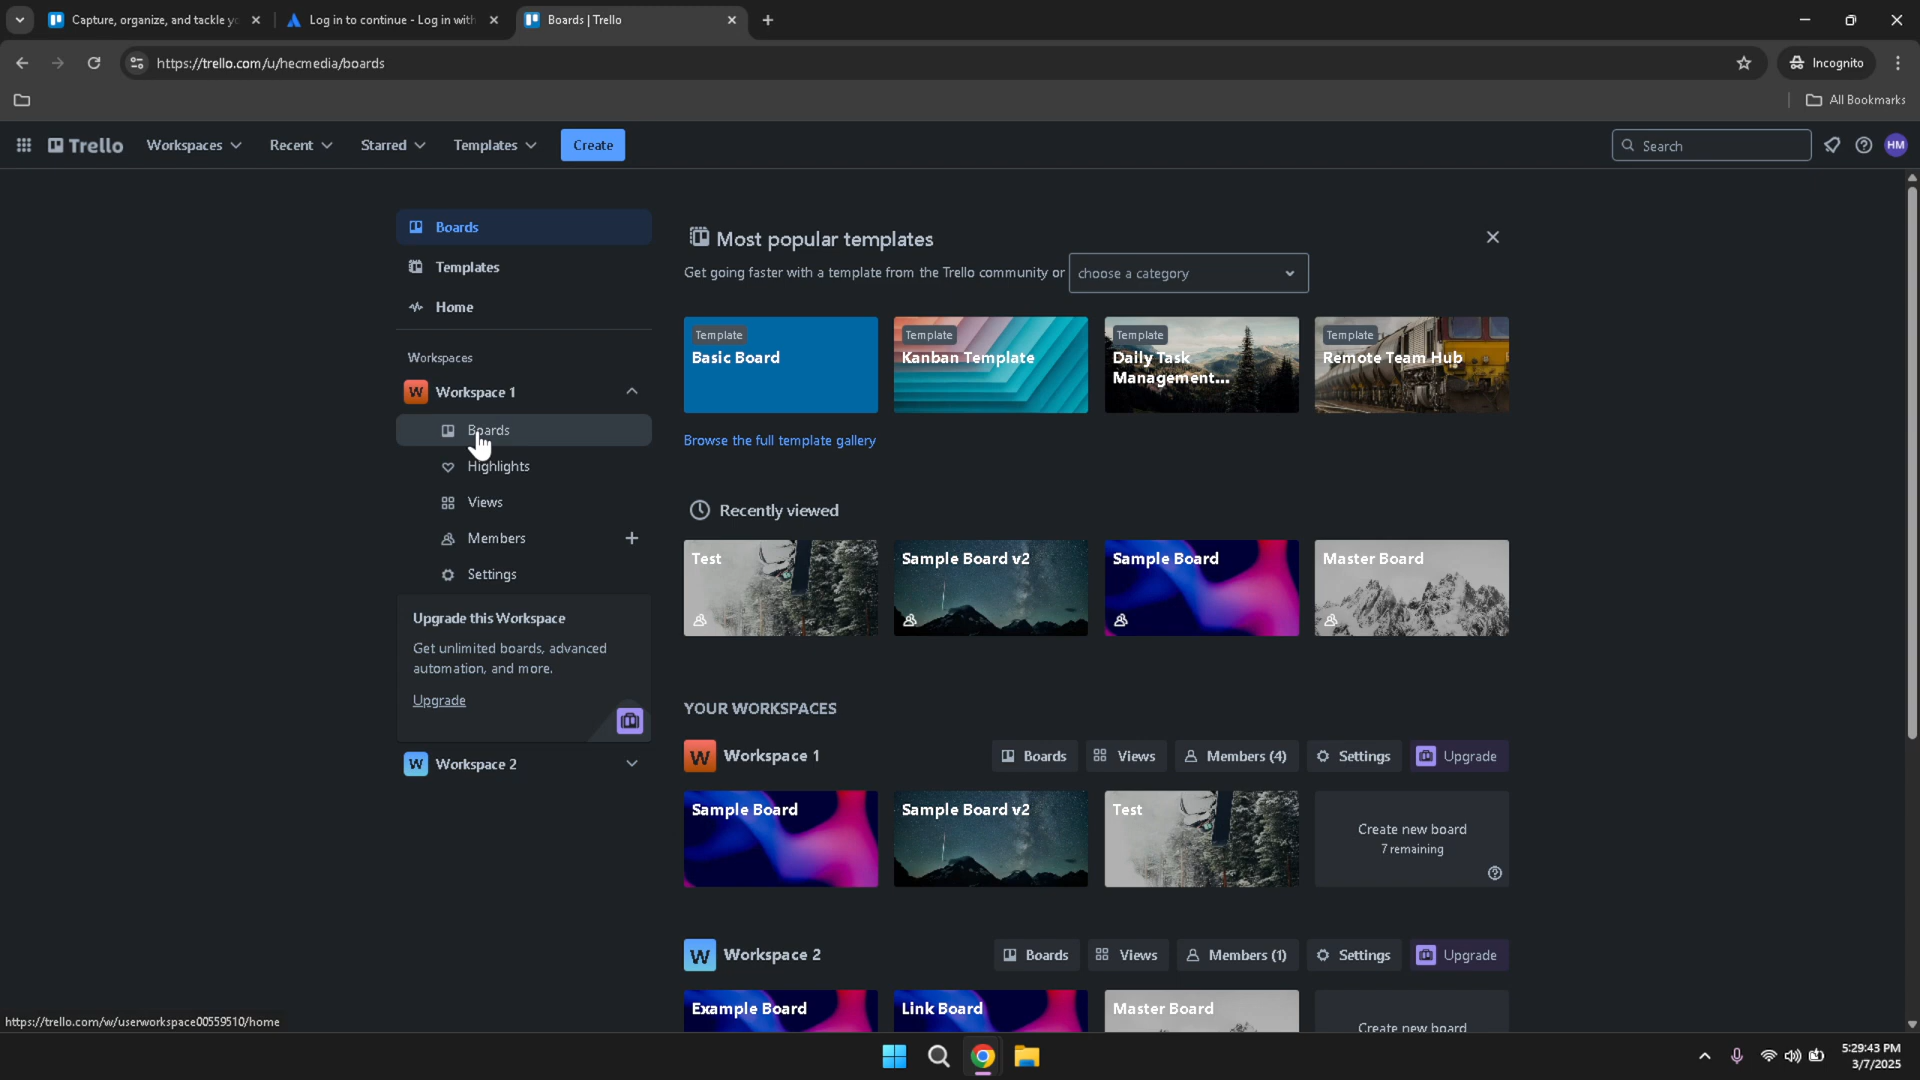 Capture, organize, and tackle yo
Log in to continue - Log in with
Boards | Trello
https://trello.com/u/hecmedia/boards
Incognito
All Bookmarks
Trello
Workspaces
Recent
Starred
Templates
Create
Search
HM
Boards
Templates
Home
Workspaces
W Workspace 1
Boards
Highlights
Views
Members
Settings
Upgrade this Workspace
Get unlimited boards, advanced
automation, and more.
Upgrade
W Workspace 2
Most popular templates
Get going faster with a template from the Trello community or choose a category
Template
Basic Board
Template
Kanban Template
Template
Daily Task
Management...
Template
Remote Team Hub
Browse the full template gallery
Recently viewed
Test
Sample Board v2
Sample Board
Master Board
YOUR WORKSPACES
W Workspace 1
Boards
Views
Members (4)
Settings
Upgrade
Sample Board
Sample Board v2
Test
Create new board
7 remaining
W Workspace 2
Boards
Views
Members (1)
Settings
Upgrade
Example Board
Link Board
Master Board
Create new board
https://trello.com/w/userworkspace00559510/home
5:29:43 PM
3/7/2025